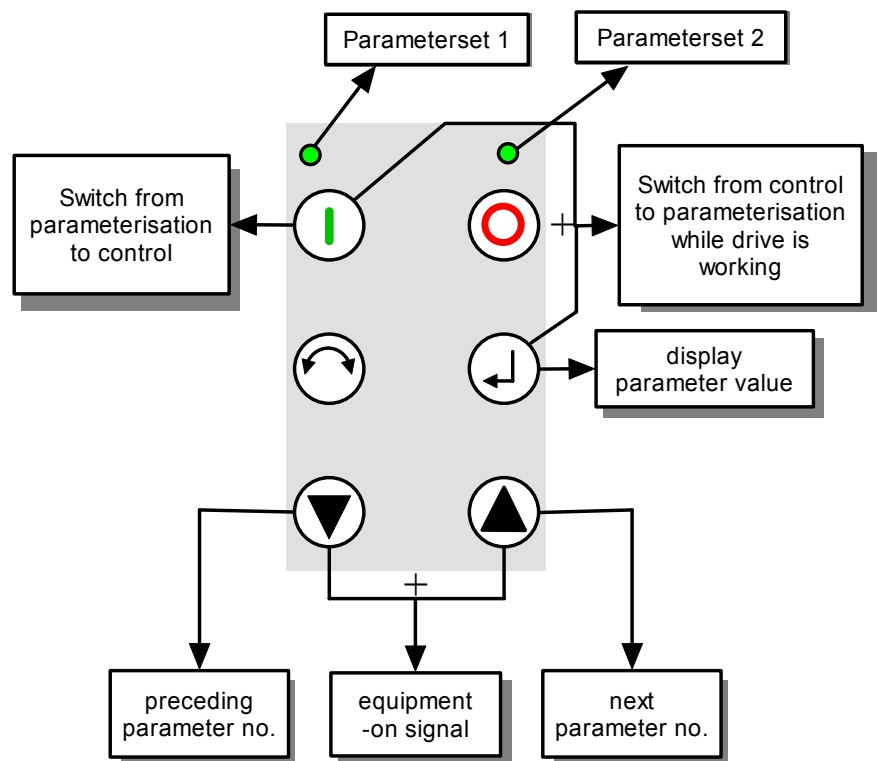 Parameterset 1
Parameterset 2
Switch from
parameterisation
to control
Switch from control
to parameterisation
while drive is
working
+
display
parameter value
+
preceding
parameter no.
equipment
-on signal
next
parameter no.